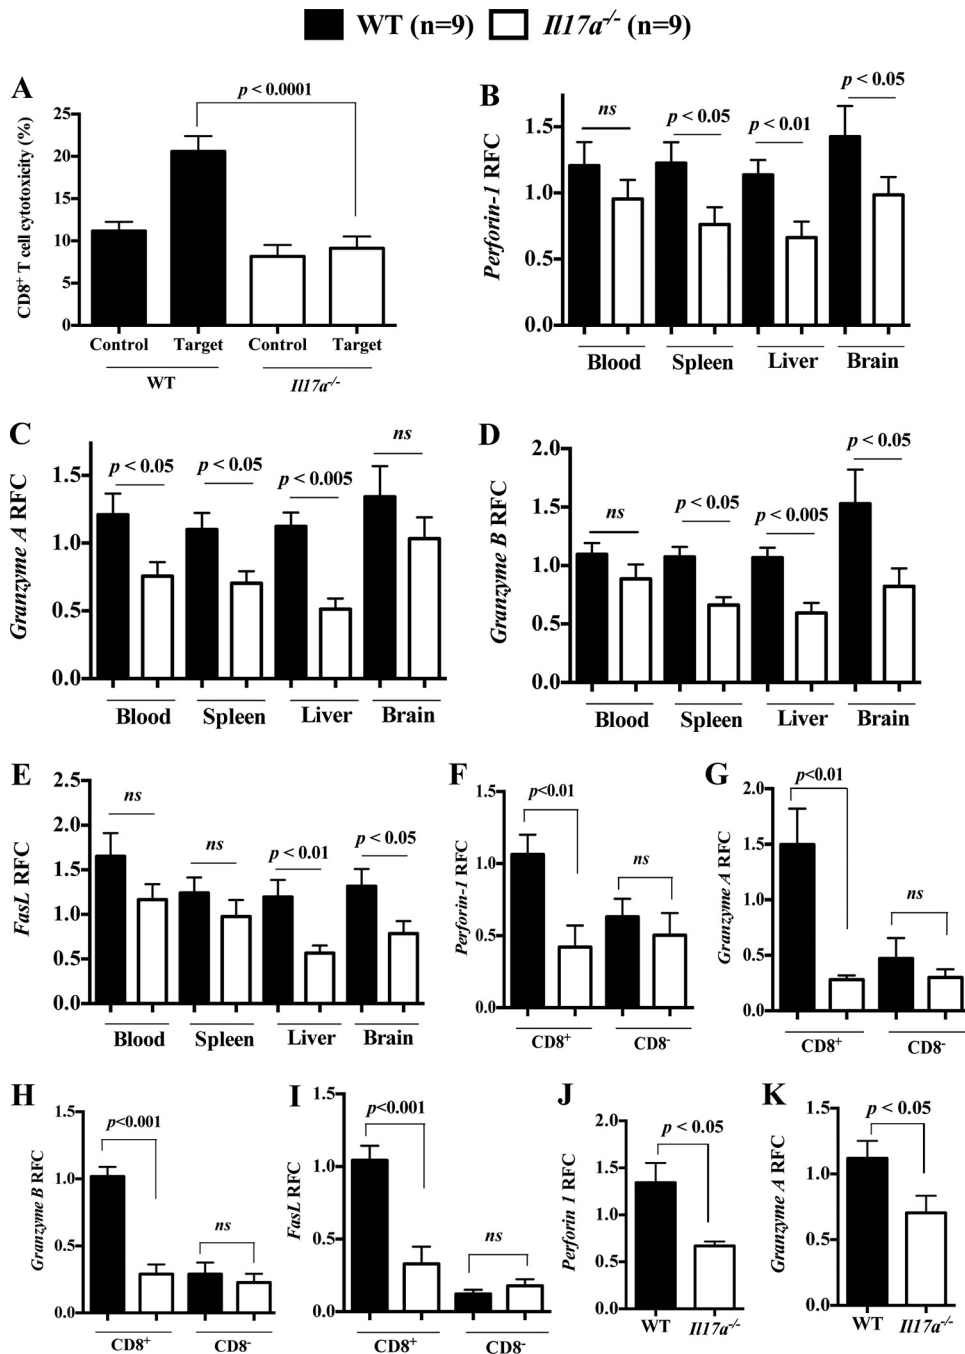 WT (n=9) Il17a-/- (n=9)
A
p < 0.0001
CD8+ T cell cytotoxicity (%)
25
20
15
10
5
0
Control Target Control Target
WT Il17a-/-
B
ns p < 0.05 p < 0.01 p < 0.05
Perforin-1 RFC
1.5
1.0
0.5
0.0
Blood Spleen Liver Brain
C
p < 0.05 p < 0.05 p < 0.005 ns
Granzyme A RFC
1.5
1.0
0.5
0.0
Blood Spleen Liver Brain
D
ns p < 0.05 p < 0.005 p < 0.05
Granzyme B RFC
2.0
1.5
1.0
0.5
0.0
Blood Spleen Liver Brain
E
ns ns p < 0.01 p < 0.05
FasL RFC
2.5
2.0
1.5
1.0
0.5
0.0
Blood Spleen Liver Brain
F
p<0.01 ns
Perforin-1 RFC
1.5
1.0
0.5
0.0
CD8+ CD8-
G
p<0.01 ns
Granzyme A RFC
2.0
1.5
1.0
0.5
0.0
CD8+ CD8-
H
p<0.001 ns
Granzyme B RFC
1.5
1.0
0.5
0.0
CD8+ CD8-
I
p<0.001 ns
FasL RFC
1.5
1.0
0.5
0.0
CD8+ CD8-
J
p < 0.05
Perforin 1 RFC
2.0
1.5
1.0
0.5
0.0
WT Il17a-/-
K
p < 0.05
Granzyme A RFC
1.5
1.0
0.5
0.0
WT Il17a-/-